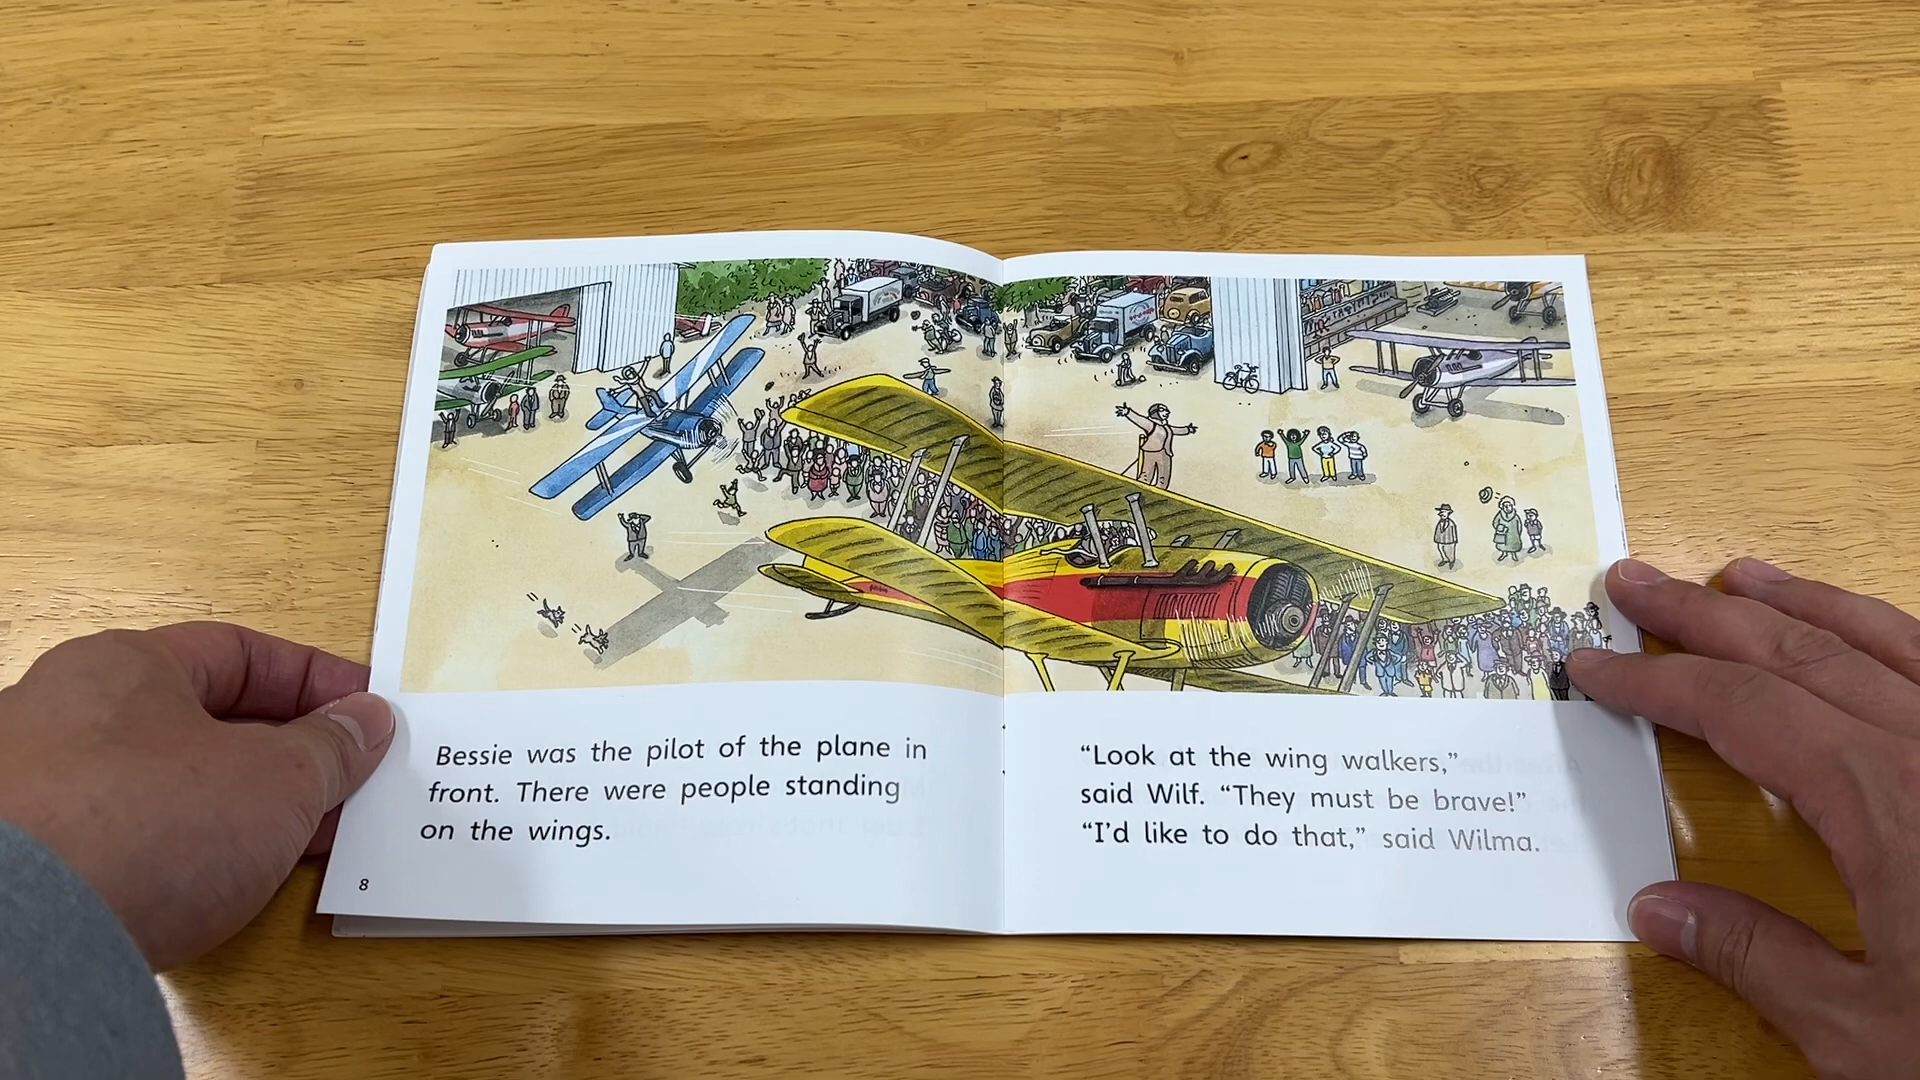 Bessie was the pilot of the plane in
front. There were people standing
on the wings.
8
“Look at the wing walkers,”
said Wilf. “They must be brave!”
“I’d like to do that,” said Wilma.